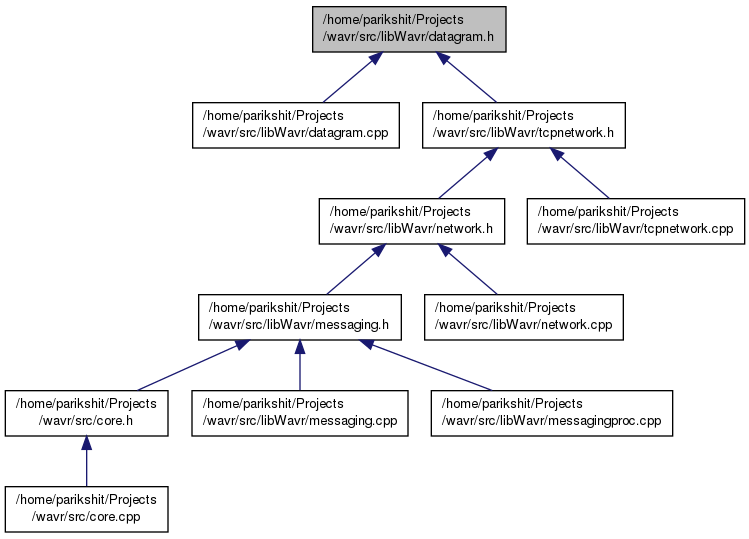 /home/parikshit/Projects
/wavr/src/libWavr/datagram.h
/home/parikshit/Projects
/wavr/src/libWavr/datagram.cpp
/home/parikshit/Projects
/wavr/src/libWavr/tcpnetwork.h
/home/parikshit/Projects
/wavr/src/libWavr/network.h
/home/parikshit/Projects
/wavr/src/libWavr/tcpnetwork.cpp
/home/parikshit/Projects
/wavr/src/libWavr/messaging.h
/home/parikshit/Projects
/wavr/src/libWavr/network.cpp
/home/parikshit/Projects
/wavr/src/core.h
/home/parikshit/Projects
/wavr/src/libWavr/messaging.cpp
/home/parikshit/Projects
/wavr/src/libWavr/messagingproc.cpp
/home/parikshit/Projects
/wavr/src/core.cpp